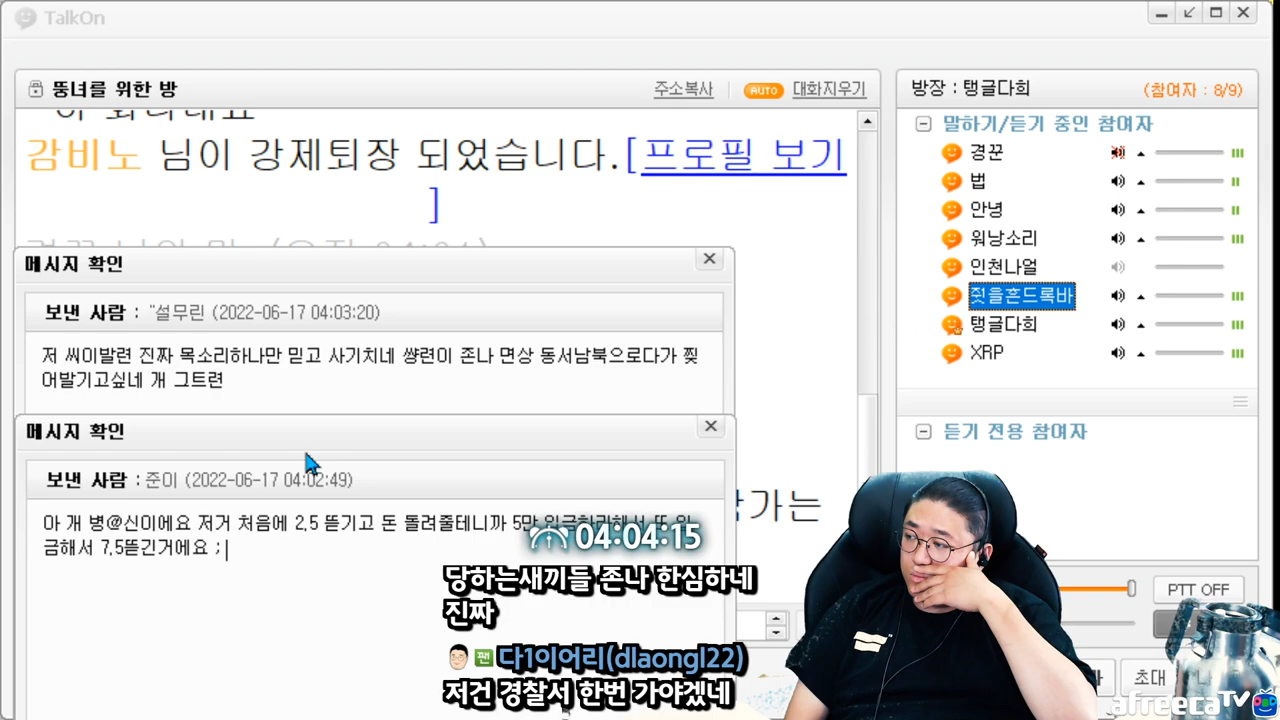 TalkOn
뚱녀를 위한 방
주소복사
AUTO
대화지우기
감비노 님이 강제퇴장 되었습니다.[프로필 보기
]
메시지 확인
보낸 사람 : "설무린 (2022-06-17 04:03:20)
저 씨이발련 진짜 목소리하나만 믿고 사기치네 썅련이 존나 면상 동서남북으로다가 찢
어발기고싶네 개 그트련
메시지 확인
보낸 사람 : 준이 (2022-06-17 04:02:49)
아 개 병@신이에요 저거 처음에 2.5 뜯기고 돈 돌려줄테니까 5만
금해서 7.5뜯긴거에요 ;
가는
04:04:15
당하는새끼들 존나 한심하네
진짜
팬 다1이어리(dlaongl22)
저건 경찰서 한번 가야겠네
방장 : 탱글다희
(참여자 : 8/9)
말하기/듣기 중인 참여자
경꾼
법
안녕
워낭소리
인천나얼
줫을흔드록바
탱글다희
XRP
듣기 전용 참여자
PTT OFF
초대
afreecaTV